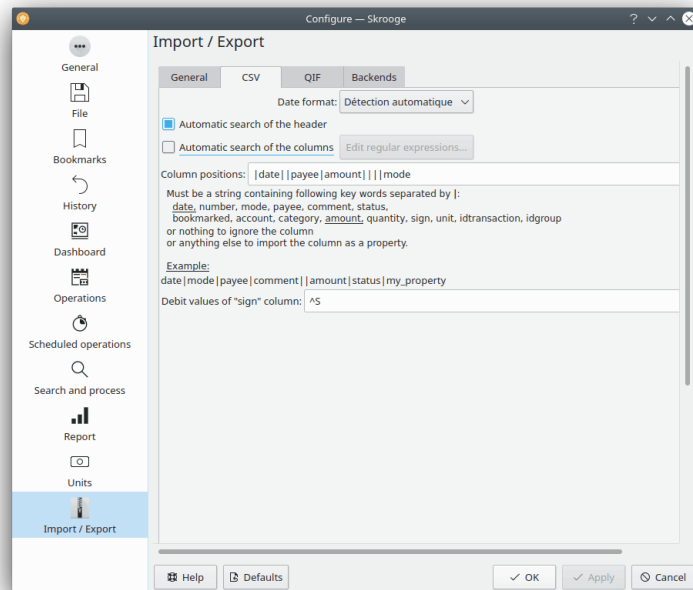 Configure — Skrooge
Import / Export
General
File
Bookmarks
History
Dashboard
Operations
Scheduled operations
Search and process
Report
Units
Import / Export
General CSV QIF Backends
Date format: Détection automatique
Automatic search of the header
Automatic search of the columns Edit regular expressions...
Column positions: |date||payee|amount||||mode
Must be a string containing following key words separated by |:
date, number, mode, payee, comment, status,
bookmarked, account, category, amount, quantity, sign, unit, idtransaction, idgroup
or nothing to ignore the column
or anything else to import the column as a property.
Example:
date|mode|payee|comment||amount|status|my_property
Debit values of "sign" column: ^S
Help Defaults OK Apply Cancel